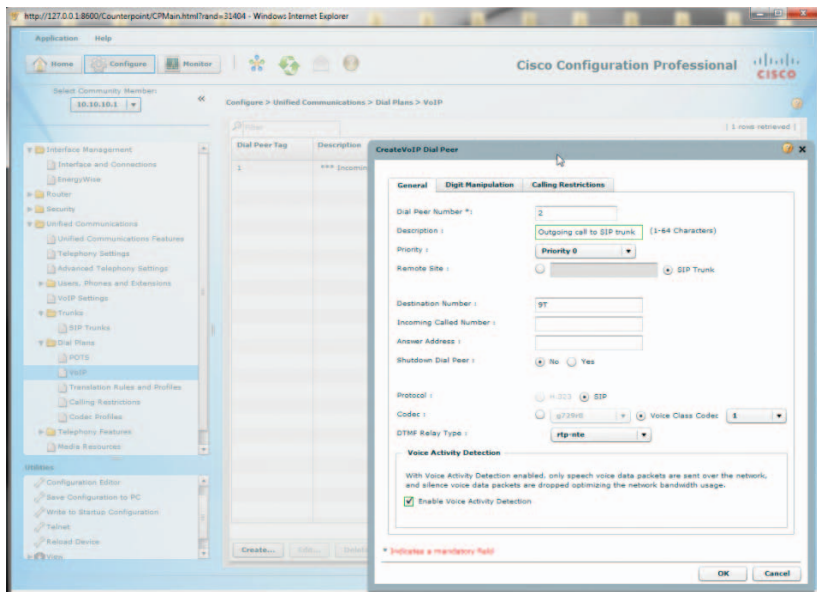 http://127.0.0.1:8600/Counterpoint/CPMain.html?rand=31404 - Windows Internet Explorer
Application Help
Home Configure Monitor
Cisco Configuration Professional
CISCO
Select Community Member:
10.10.10.1
Configure > Unified Communications > Dial Plans > VoIP
Filter
1 rows retrieved
Interface Management
Interface and Connections
EnergyWise
Router
Security
Unified Communications
Unified Communications Features
Telephony Settings
Advanced Telephony Settings
Users, Phones and Extensions
VoIP Settings
Trunks
SIP Trunks
Dial Plans
POTS
VoIP
Translation Rules and Profiles
Calling Restrictions
Codec Profiles
Telephony Features
Media Resources
Utilities
Configuration Editor
Save Configuration to PC
Write to Startup Configuration
Telnet
Reload Device
View
Dial Peer Tag Description
1 *** Incomin
Create... Edit... Delete
CreateVoIP Dial Peer
General Digit Manipulation Calling Restrictions
Dial Peer Number *: 2
Description : Outgoing call to SIP trunk (1-64 Characters)
Priority : Priority 0
Remote Site : SIP Trunk
Destination Number : 9T
Incoming Called Number :
Answer Address :
Shutdown Dial Peer : No Yes
Protocol : H.323 SIP
Codec : g729r8 Voice Class Codec 1
DTMF Relay Type : rtp-nte
Voice Activity Detection
With Voice Activity Detection enabled, only speech voice data packets are sent over the network,
and silence voice data packets are dropped optimizing the network bandwidth usage.
Enable Voice Activity Detection
* Indicates a mandatory field
OK Cancel